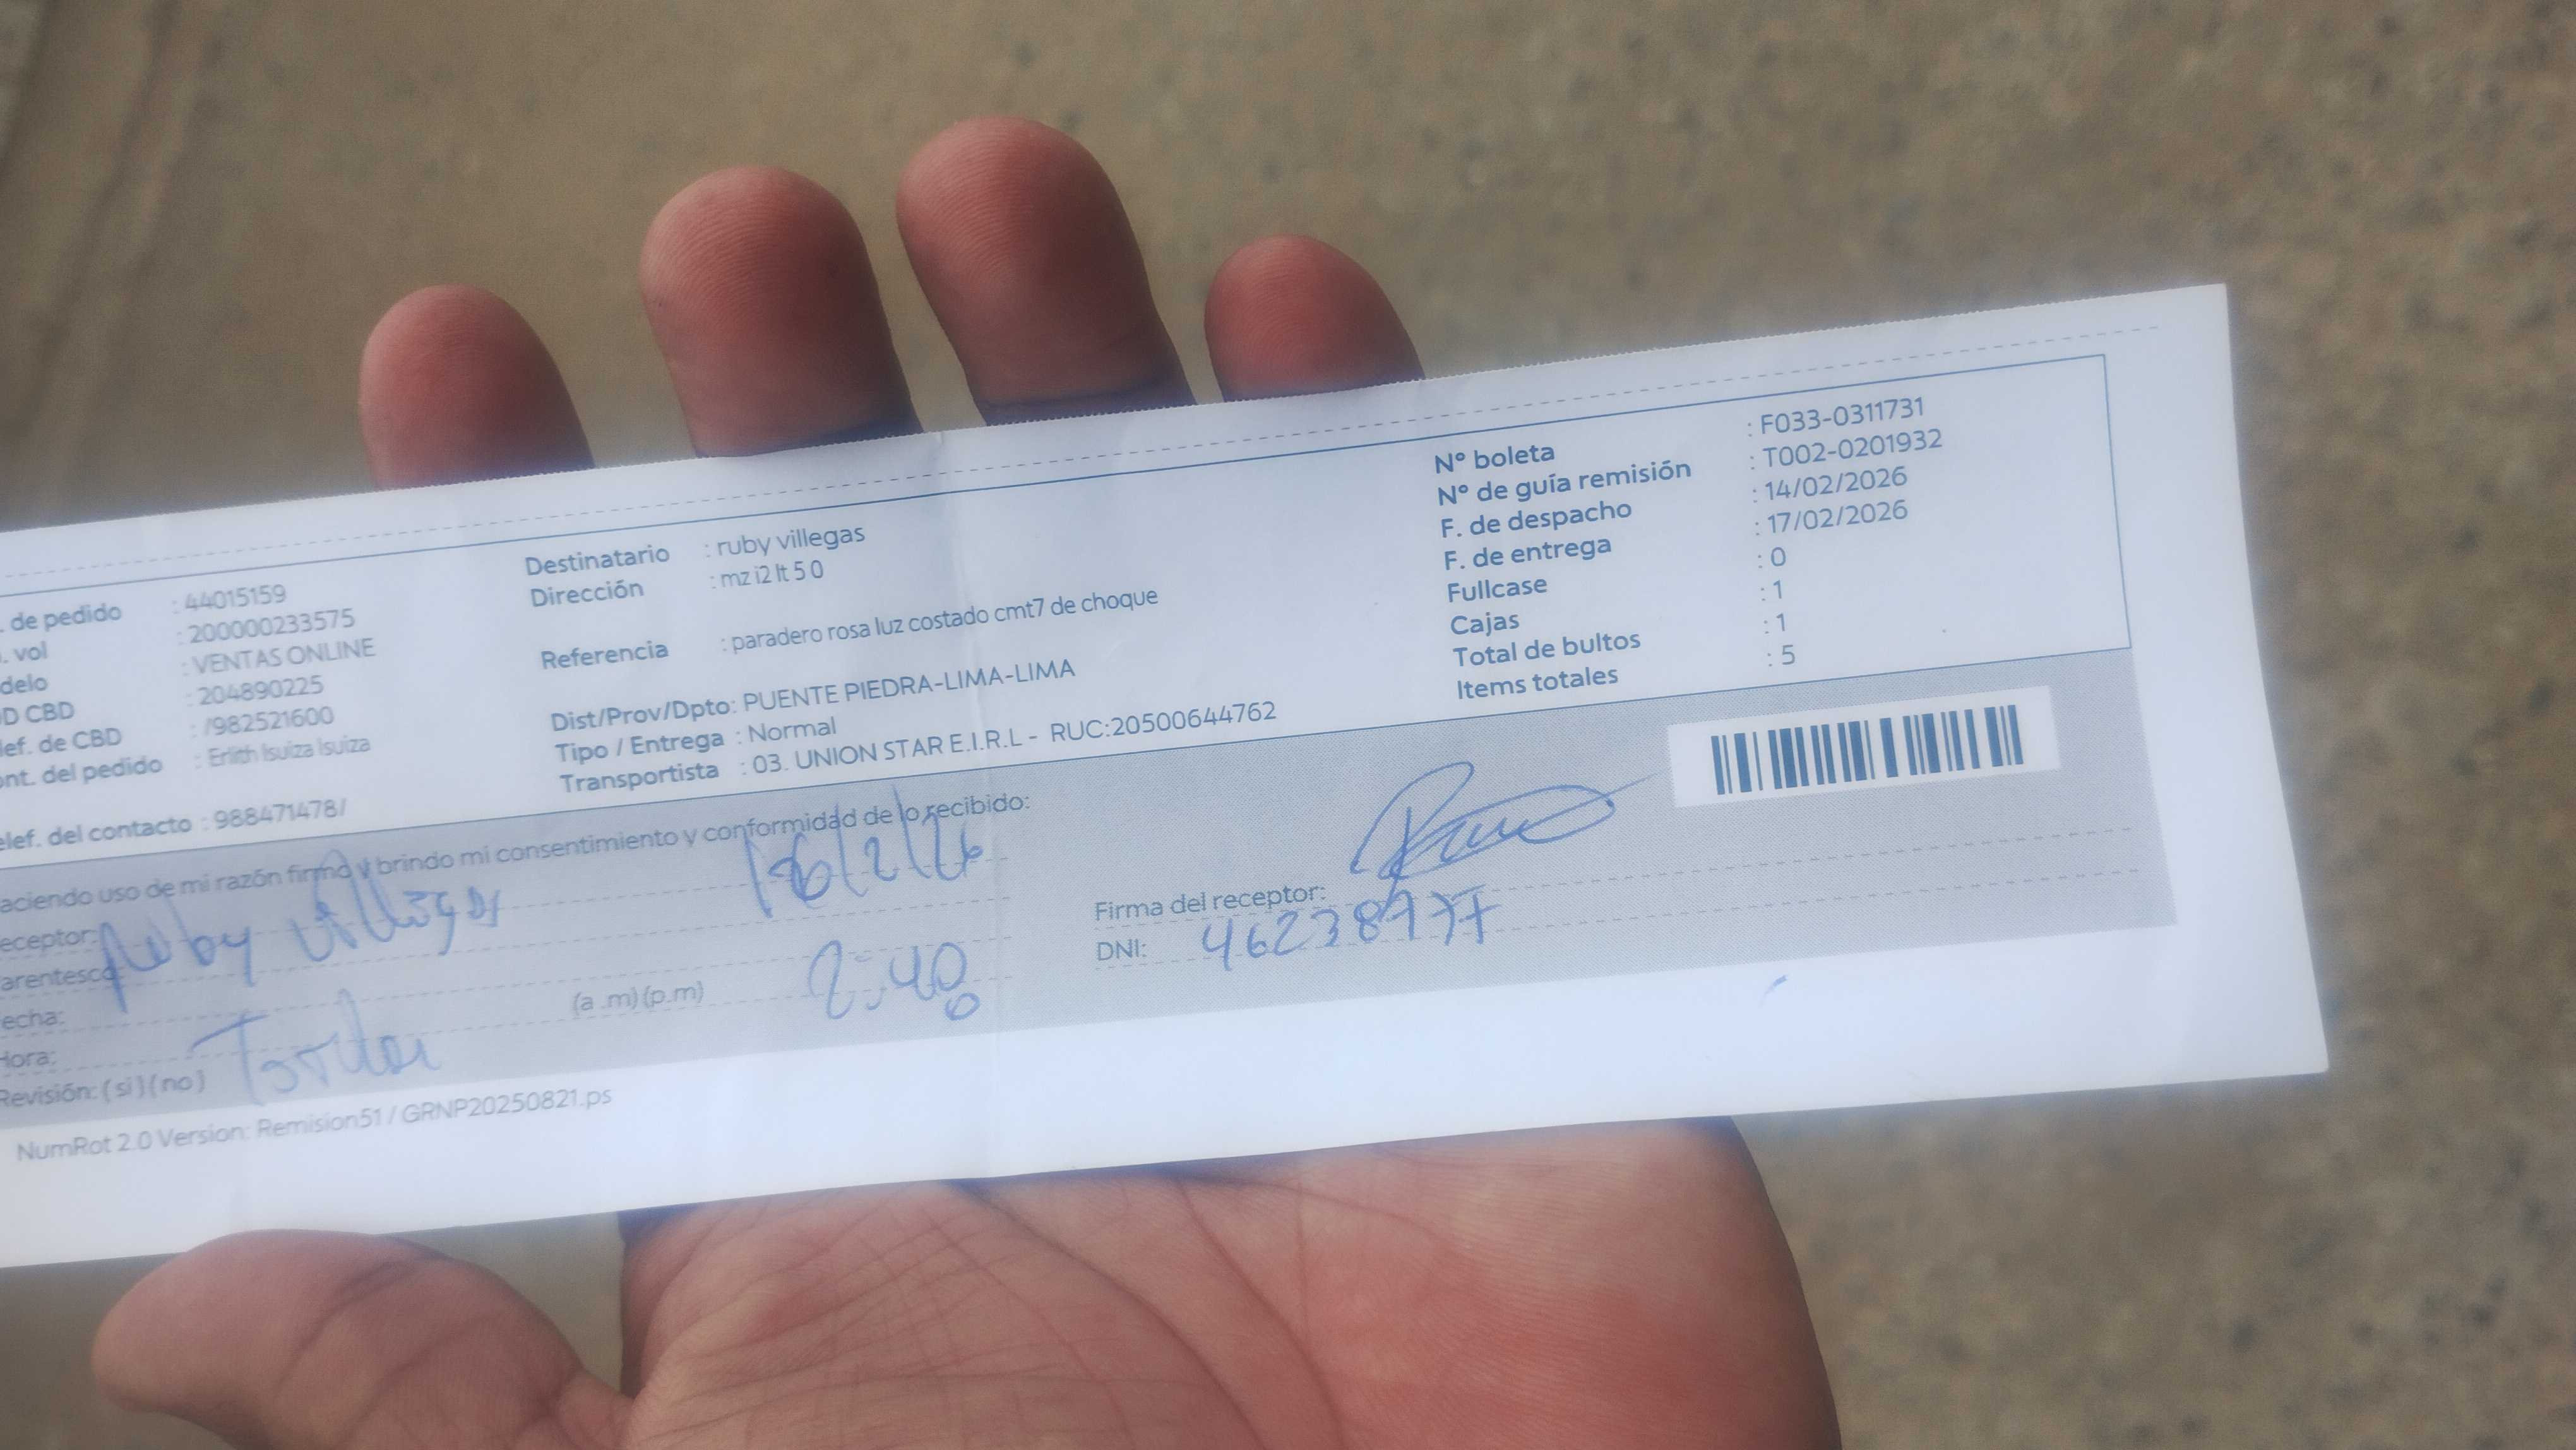 . de pedido : 44015159
. vol : 200000233575
delo : VENTAS ONLINE
D CBD : 204890225
lef. de CBD : /982521600
ont. del pedido : Erlith Isuiza Isuiza
elef. del contacto : 988471478/
Destinatario : ruby villegas
Dirección : mz i2 lt 5 0
Referencia : paradero rosa luz costado cmt7 de choque
Dist/Prov/Dpto: PUENTE PIEDRA-LIMA-LIMA
Tipo / Entrega : Normal
Transportista : 03. UNION STAR E.I.R.L - RUC:20500644762
N° boleta : F033-0311731
N° de guía remisión : T002-0201932
F. de despacho : 14/02/2026
F. de entrega : 17/02/2026
Fullcase : 0
Cajas : 1
Total de bultos : 1
Items totales : 5
aciendo uso de mi razón firmo y brindo mi consentimiento y conformidad de lo recibido:
eceptor: Ruby Villegas
arentesco:
echa: 16/2/26
Hora: (a .m) (p.m) 2:40
Revisión: ( si ) ( no )
Firma del receptor:
DNI: 46238977
NumRot 2.0 Version: Remision51 / GRNP20250821.ps